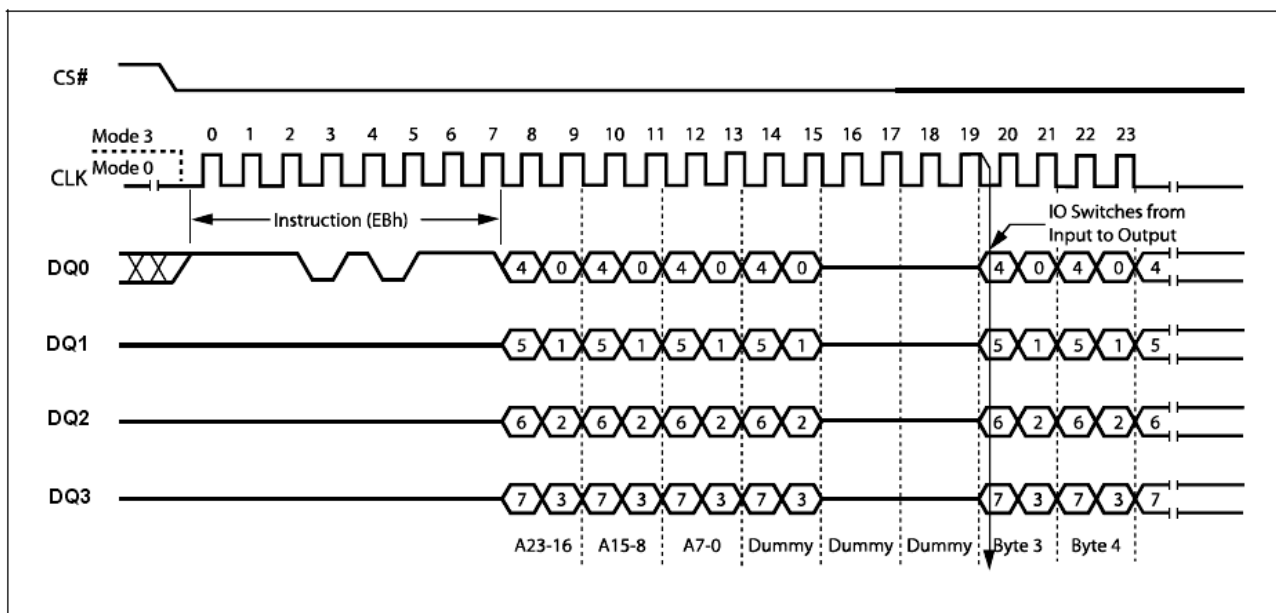 CS#
Mode 3
0 1 2 3 4 5 6 7 8 9 10 11 12 13 14 15 16 17 18 19 20 21 22 23
Mode 0
CLK
Instruction (EBh)
IO Switches from
Input to Output
DQ0 4 0 4 0 4 0 4 0 4 0 4 0 4
DQ1 5 1 5 1 5 1 5 1 5 1 5 1 5
DQ2 6 2 6 2 6 2 6 2 6 2 6 2 6
DQ3 7 3 7 3 7 3 7 3 7 3 7 3 7
A23-16 A15-8 A7-0 Dummy Dummy Dummy Byte 3 Byte 4